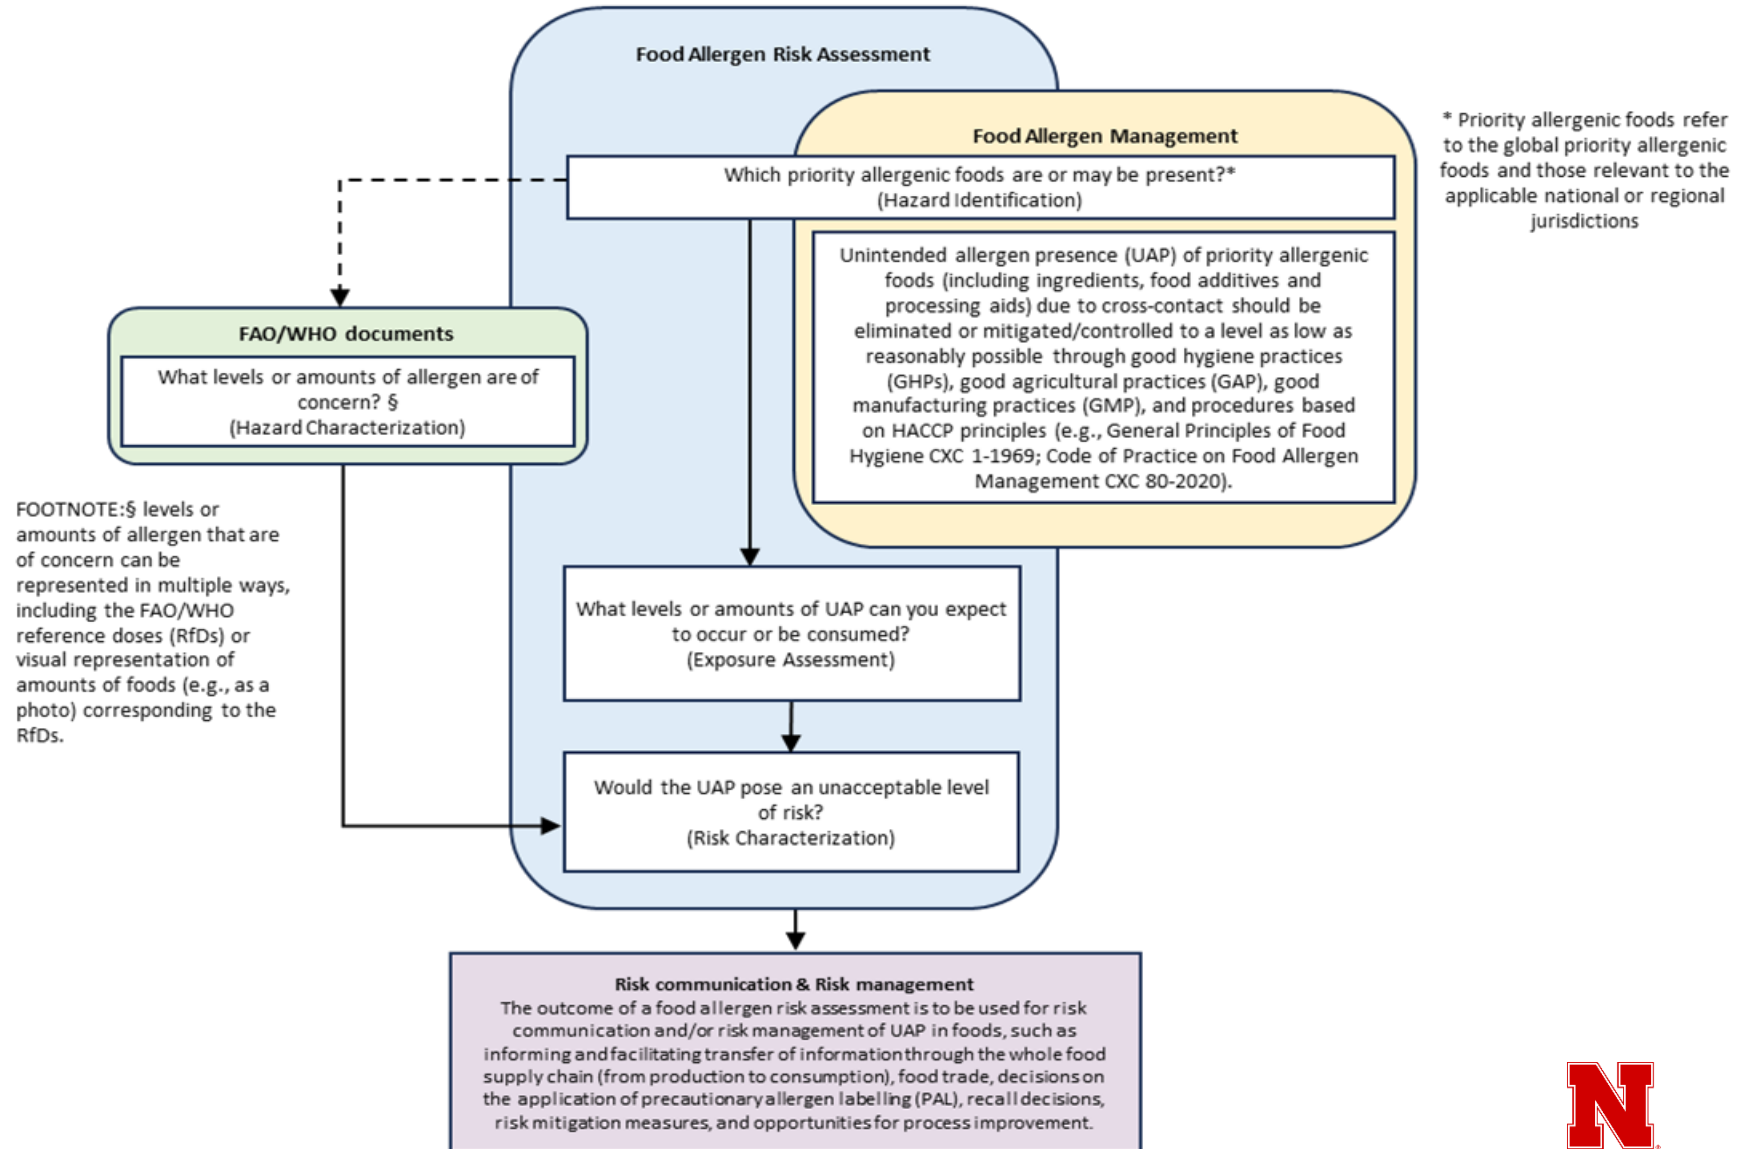 Food Allergen Risk Assessment
Food Allergen Management
* Priority allergenic foods refer
to the global priority allergenic
foods and those relevant to the
applicable national or regional
jurisdictions
Which priority allergenic foods are or may be present?*
(Hazard Identification)
Unintended allergen presence (UAP) of priority allergenic
foods (including ingredients, food additives and
processing aids) due to cross-contact should be
eliminated or mitigated/controlled to a level as low as
reasonably possible through good hygiene practices
(GHPs), good agricultural practices (GAP), good
manufacturing practices (GMP), and procedures based
on HACCP principles (e.g., General Principles of Food
Hygiene CXC 1-1969; Code of Practice on Food Allergen
Management CXC 80-2020).
FAO/WHO documents
What levels or amounts of allergen are of
concern? §
(Hazard Characterization)
FOOTNOTE:§ levels or
amounts of allergen that are
of concern can be
represented in multiple ways,
including the FAO/WHO
reference doses (RfDs) or
visual representation of
amounts of foods (e.g., as a
photo) corresponding to the
RfDs.
What levels or amounts of UAP can you expect
to occur or be consumed?
(Exposure Assessment)
Would the UAP pose an unacceptable level
of risk?
(Risk Characterization)
Risk communication & Risk management
The outcome of a food allergen risk assessment is to be used for risk
communication and/or risk management of UAP in foods, such as
informing and facilitating transfer of information through the whole food
supply chain (from production to consumption), food trade, decisions on
the application of precautionary allergen labelling (PAL), recall decisions,
risk mitigation measures, and opportunities for process improvement.
N